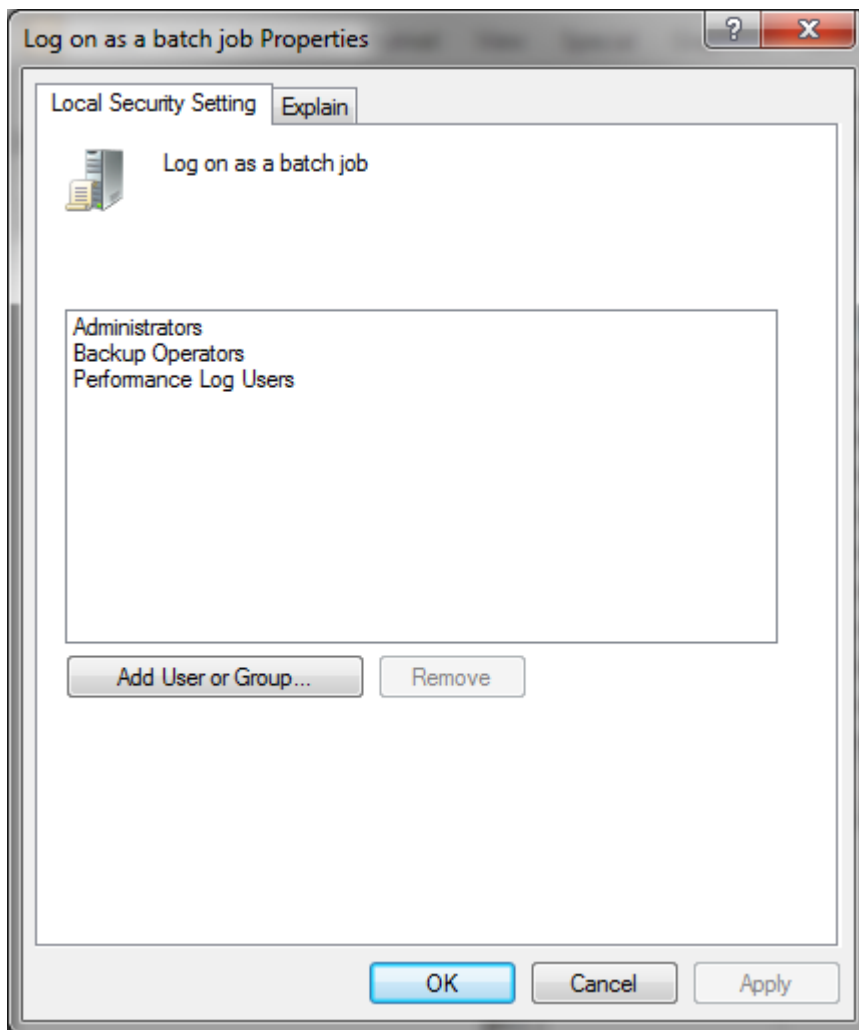 Log on as a batch job Properties
Local Security Setting
Explain
Log on as a batch job
Administrators
Backup Operators
Performance Log Users
Add User or Group...
Remove
OK
Cancel
Apply